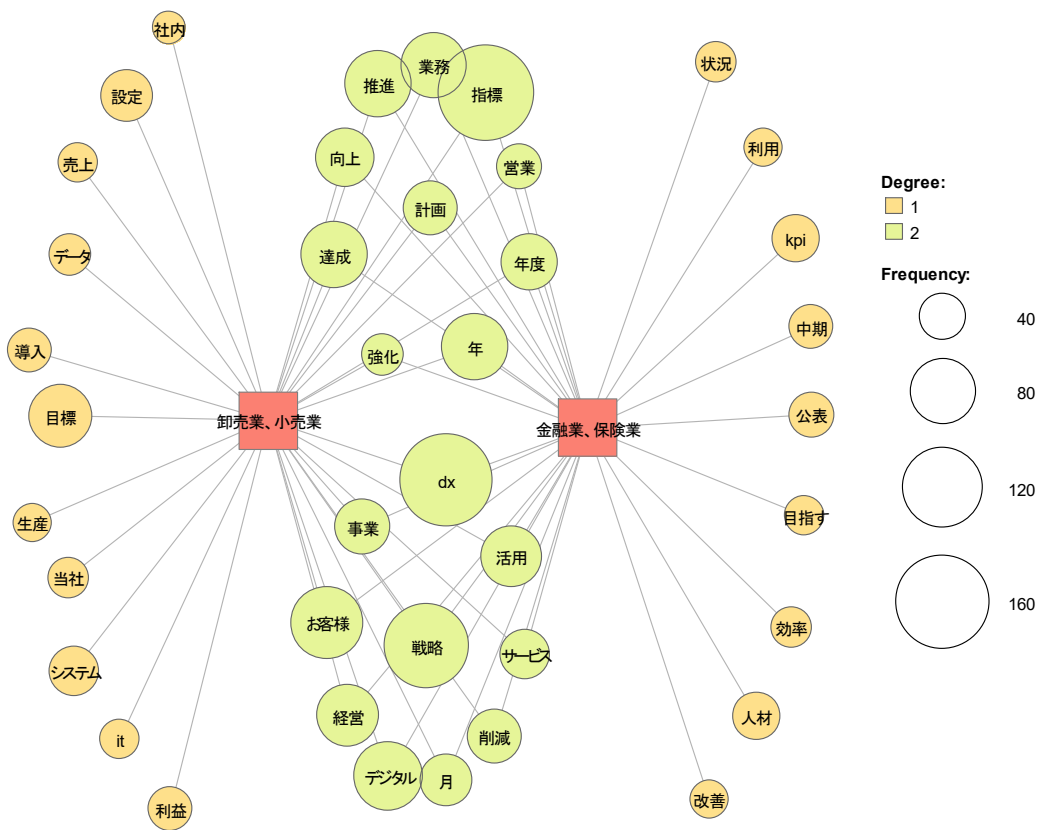 社内
業務
推進
指標
状況
設定
売上
向上
営業
利用
計画
データ
達成
年度
kpi
中期
導入
強化
年
目標
卸売業、小売業
金融業、保険業
公表
dx
生産
事業
目指す
活用
当社
お客様
戦略
サービス
効率
システム
経営
人材
it
削減
デジタル
月
利益
改善
Degree:
1
2
Frequency:
40
80
120
160